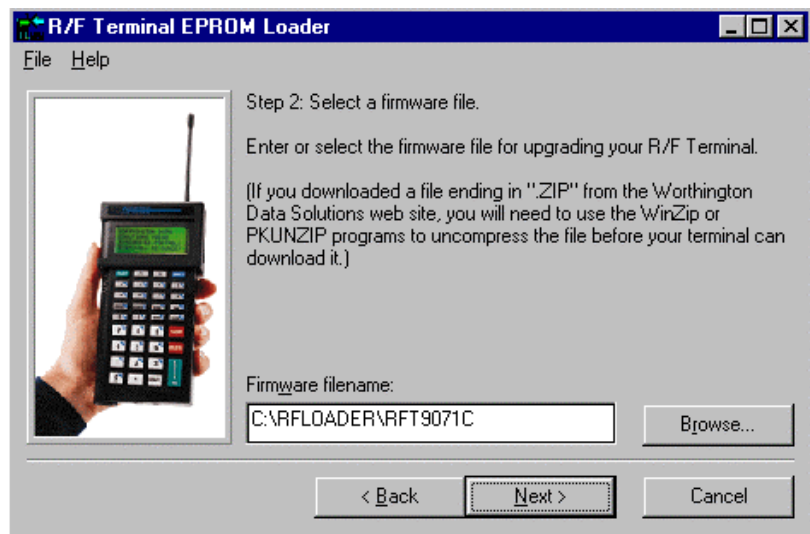 R/F Terminal EPROM Loader
File Help
Step 2: Select a firmware file.
Enter or select the firmware file for upgrading your R/F Terminal.
(If you downloaded a file ending in ".ZIP" from the Worthington
Data Solutions web site, you will need to use the WinZip or
PKUNZIP programs to uncompress the file before your terminal can
download it.)
Firmware filename:
C:\RFLOADER\RFT9071C
Browse...
< Back
Next >
Cancel